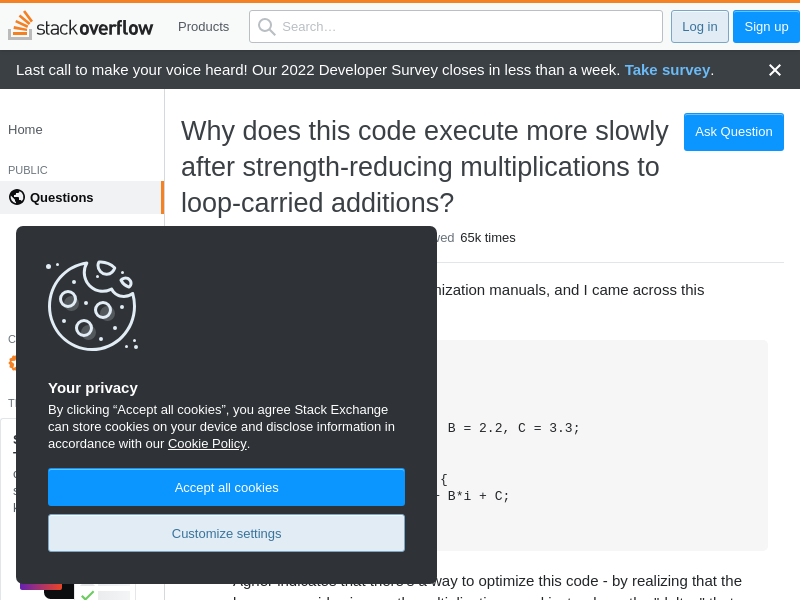 stackoverflow
Products
Search…
Log in
Sign up
Last call to make your voice heard! Our 2022 Developer Survey closes in less than a week. Take survey.
Home
PUBLIC
Questions
Why does this code execute more slowly
after strength-reducing multiplications to
loop-carried additions?
Ask Question
65k times
manuals, and I came across this
B = 2.2, C = 3.3;
{
B*i + C;
Your privacy
By clicking “Accept all cookies”, you agree Stack Exchange
can store cookies on your device and disclose information in
accordance with our Cookie Policy.
Accept all cookies
Customize settings
Agner indicates that there's a way to optimize this code - by realizing that the